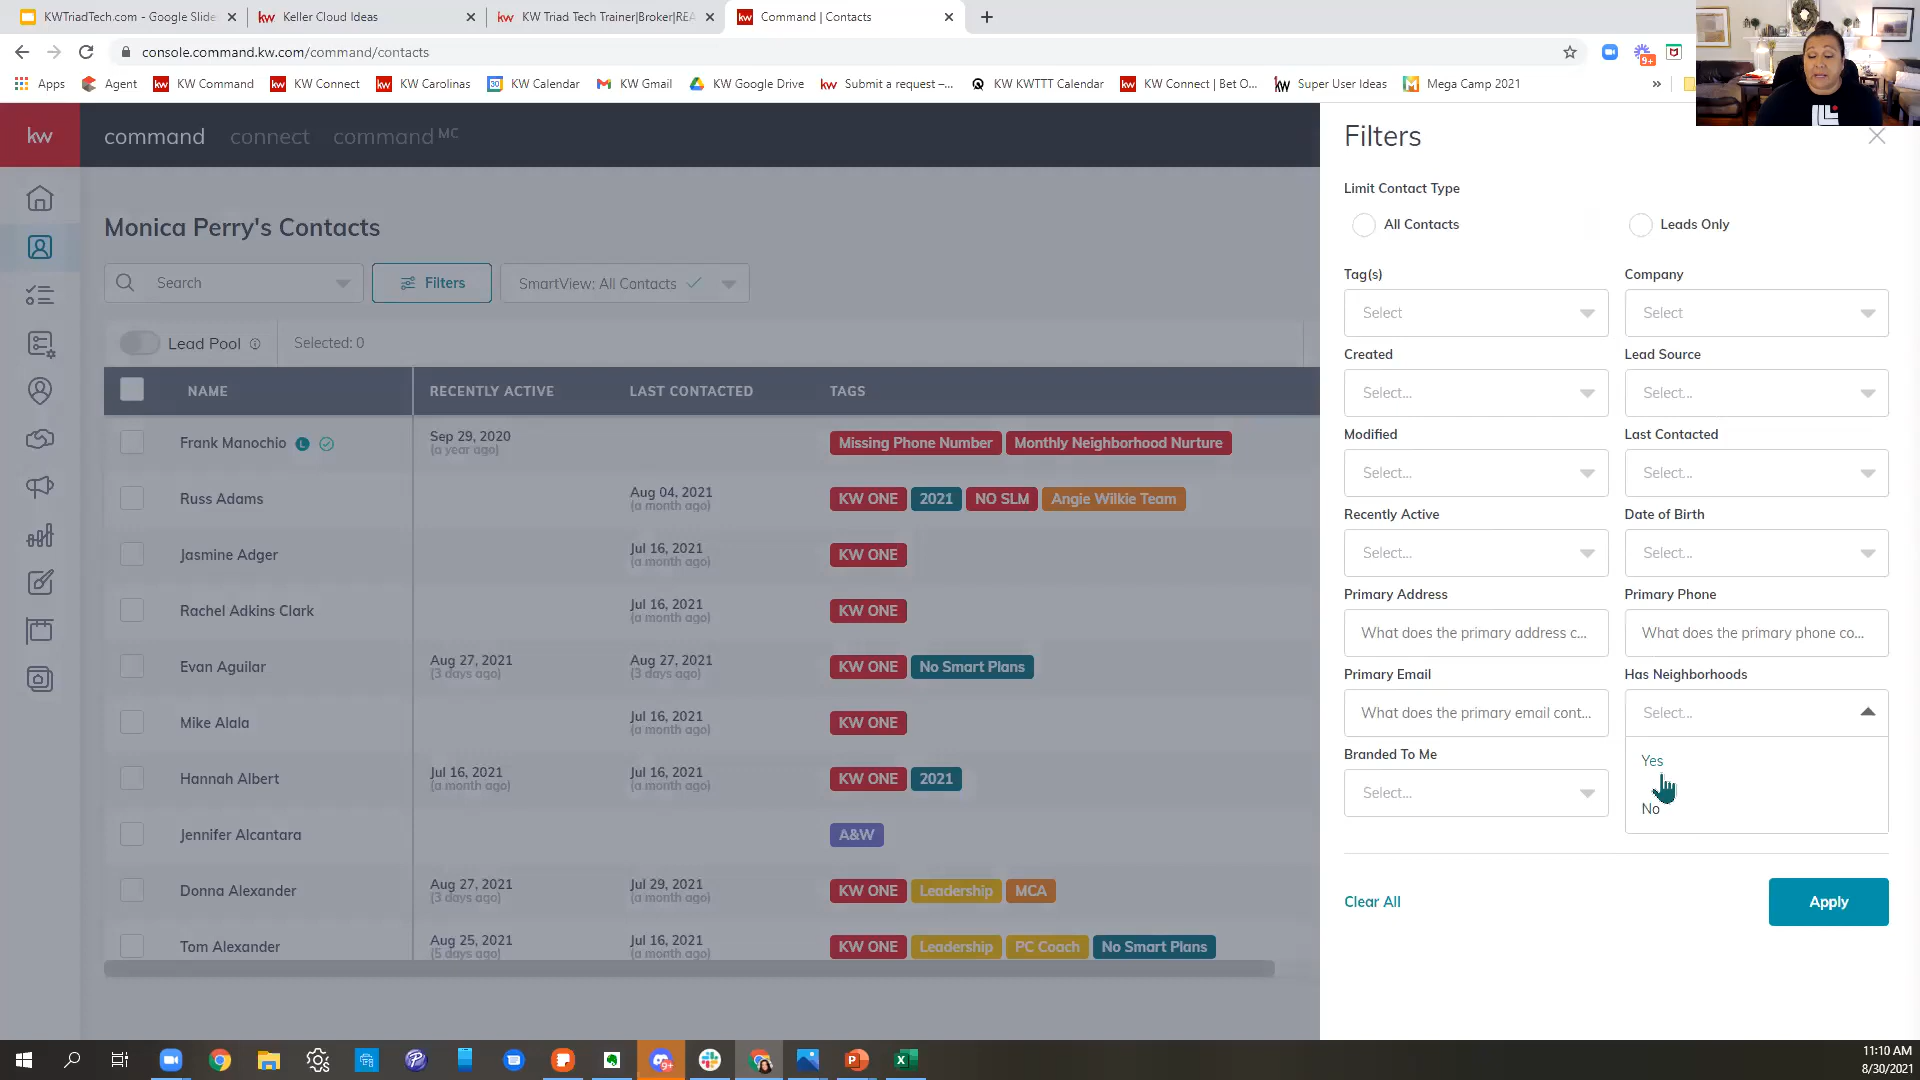 KWTriadTech.com - Google Slide
Keller Cloud Ideas
KW Triad Tech Trainer|Broker|REA
Command | Contacts
console.command.kw.com/command/contacts
Apps
Agent
KW Command
KW Connect
KW Carolinas
KW Calendar
KW Gmail
KW Google Drive
Submit a request –...
KW KWTTT Calendar
KW Connect | Bet O...
Super User Ideas
Mega Camp 2021
kw
command
connect
command MC
Monica Perry's Contacts
Search
Filters
SmartView: All Contacts
Lead Pool
Selected: 0
NAME
RECENTLY ACTIVE
LAST CONTACTED
TAGS
Frank Manochio L
Sep 29, 2020
(a year ago)
Missing Phone Number
Monthly Neighborhood Nurture
Russ Adams
Aug 04, 2021
(a month ago)
KW ONE
2021
NO SLM
Angie Wilkie Team
Jasmine Adger
Jul 16, 2021
(a month ago)
KW ONE
Rachel Adkins Clark
Jul 16, 2021
(a month ago)
KW ONE
Evan Aguilar
Aug 27, 2021
(3 days ago)
Aug 27, 2021
(3 days ago)
KW ONE
No Smart Plans
Mike Alala
Jul 16, 2021
(a month ago)
KW ONE
Hannah Albert
Jul 16, 2021
(a month ago)
Jul 16, 2021
(a month ago)
KW ONE
2021
Jennifer Alcantara
A&W
Donna Alexander
Aug 27, 2021
(3 days ago)
Jul 29, 2021
(a month ago)
KW ONE
Leadership
MCA
Tom Alexander
Aug 25, 2021
(5 days ago)
Jul 16, 2021
(a month ago)
KW ONE
Leadership
PC Coach
No Smart Plans
Filters
Limit Contact Type
All Contacts
Leads Only
Tag(s)
Company
Select
Select
Created
Lead Source
Select...
Select...
Modified
Last Contacted
Select...
Select...
Recently Active
Date of Birth
Select...
Select...
Primary Address
Primary Phone
What does the primary address c...
What does the primary phone co...
Primary Email
Has Neighborhoods
What does the primary email cont...
Select...
Yes
No
Branded To Me
Select...
Clear All
Apply
11:10 AM
8/30/2021